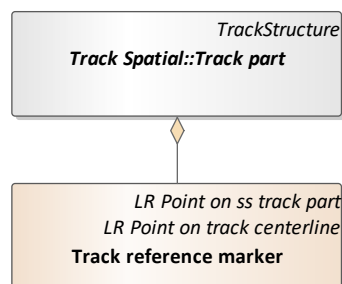 TrackStructure
Track Spatial::Track part
LR Point on ss track part
LR Point on track centerline
Track reference marker